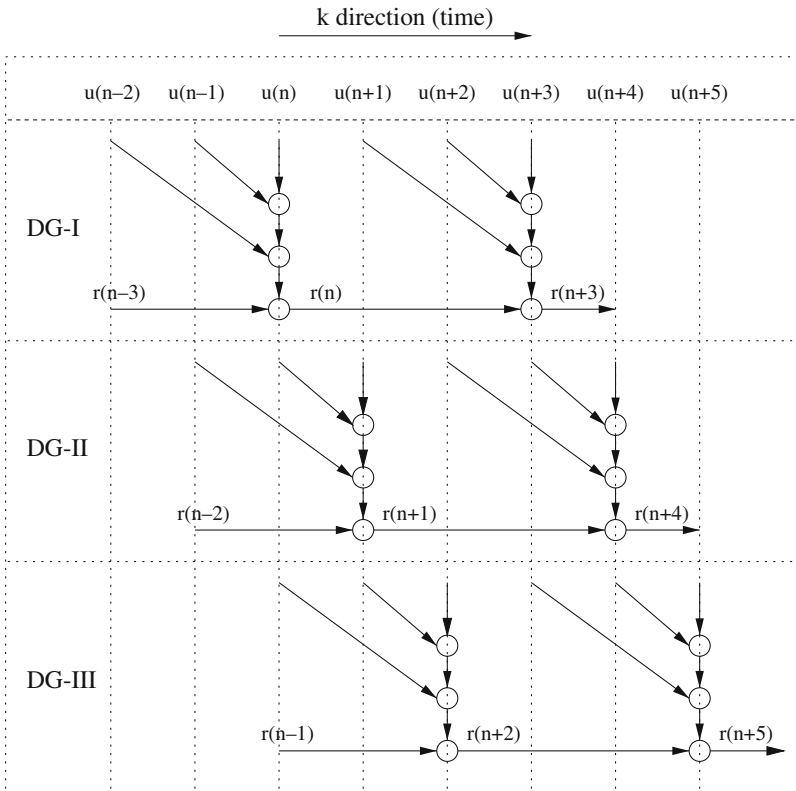 k direction (time)
u(n–2) u(n–1) u(n) u(n+1) u(n+2) u(n+3) u(n+4) u(n+5)
DG-I
r(n–3) r(n) r(n+3)
DG-II
r(n–2) r(n+1) r(n+4)
DG-III
r(n–1) r(n+2) r(n+5)